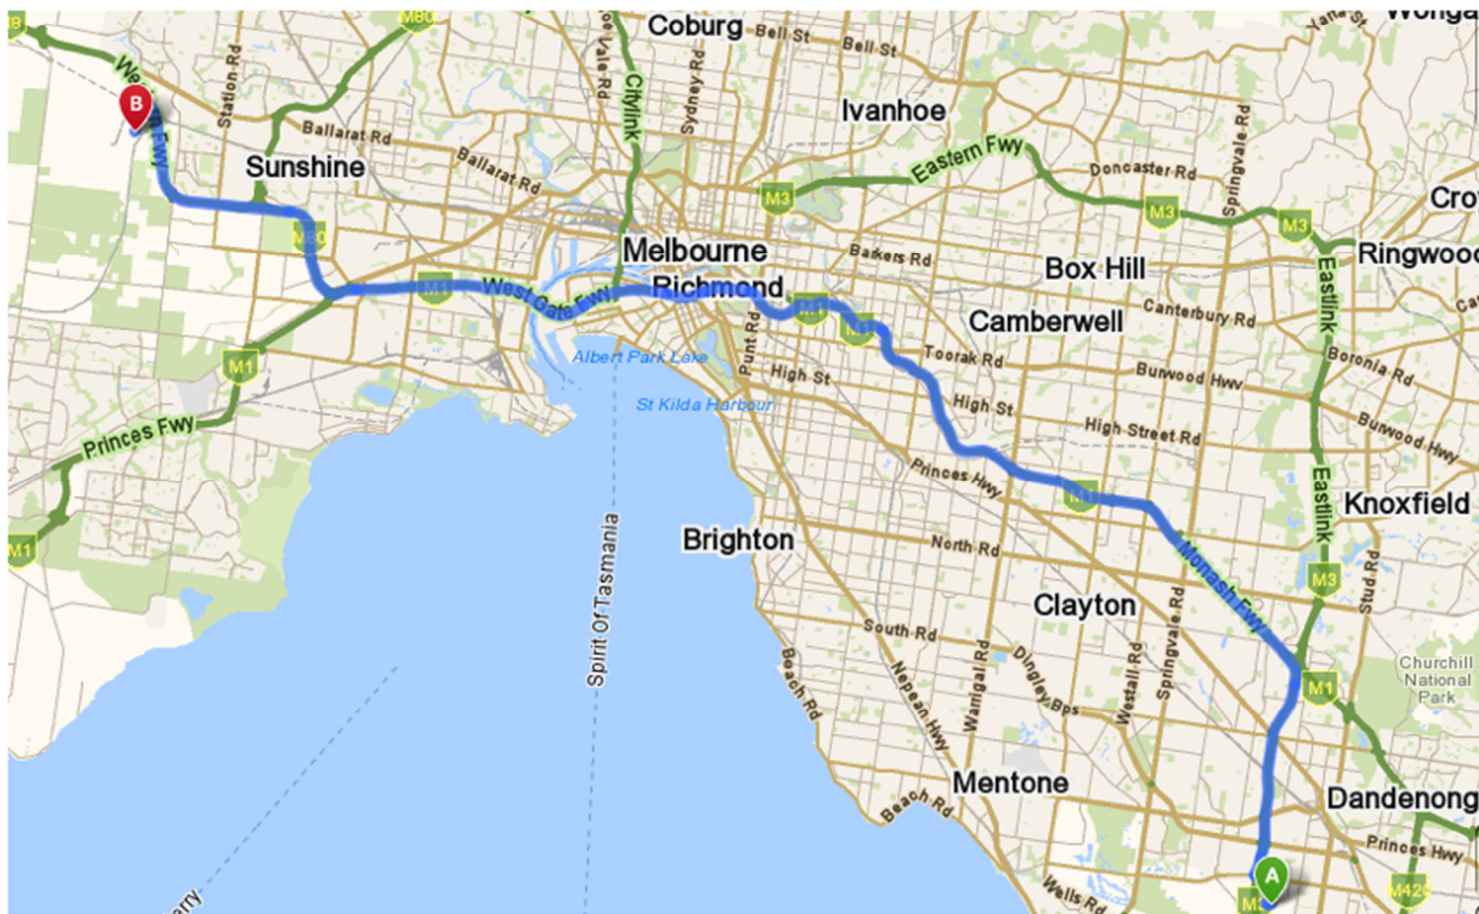 M80
Coburg
Bell St
Bell St
Station Rd
Citylink
Sydney Rd
Ivanhoe
B
Ballarat Rd
Sunshine
Ballarat Rd
Eastern Fwy
Doncaster Rd
Springvale Rd
M3
M3
M3
M80
Melbourne
Barkers Rd
Box Hill
Ringwood
Eastlink
M1
West Gate Fwy
Richmond
M1
M1
Camberwell
Canterbury Rd
Punt Rd
Albert Park Lake
Toorak Rd
Burwood Hwy
Boronia Rd
M1
High St
St Kilda Harbour
High St
High Street Rd
Burwood Hwy
Princes Fwy
Princes Hwy
M1
Eastlink
Knoxfield
M1
Brighton
North Rd
Monash Fwy
M3
Stud Rd
Spirit Of Tasmania
Clayton
South Rd
Springvale Rd
Beach Rd
Nepean Hwy
Warrigal Rd
Dingley Bps
Westall Rd
Churchill
National
Park
M1
Mentone
Beach Rd
Dandenong
Princes Hwy
A
Wells Rd
M420